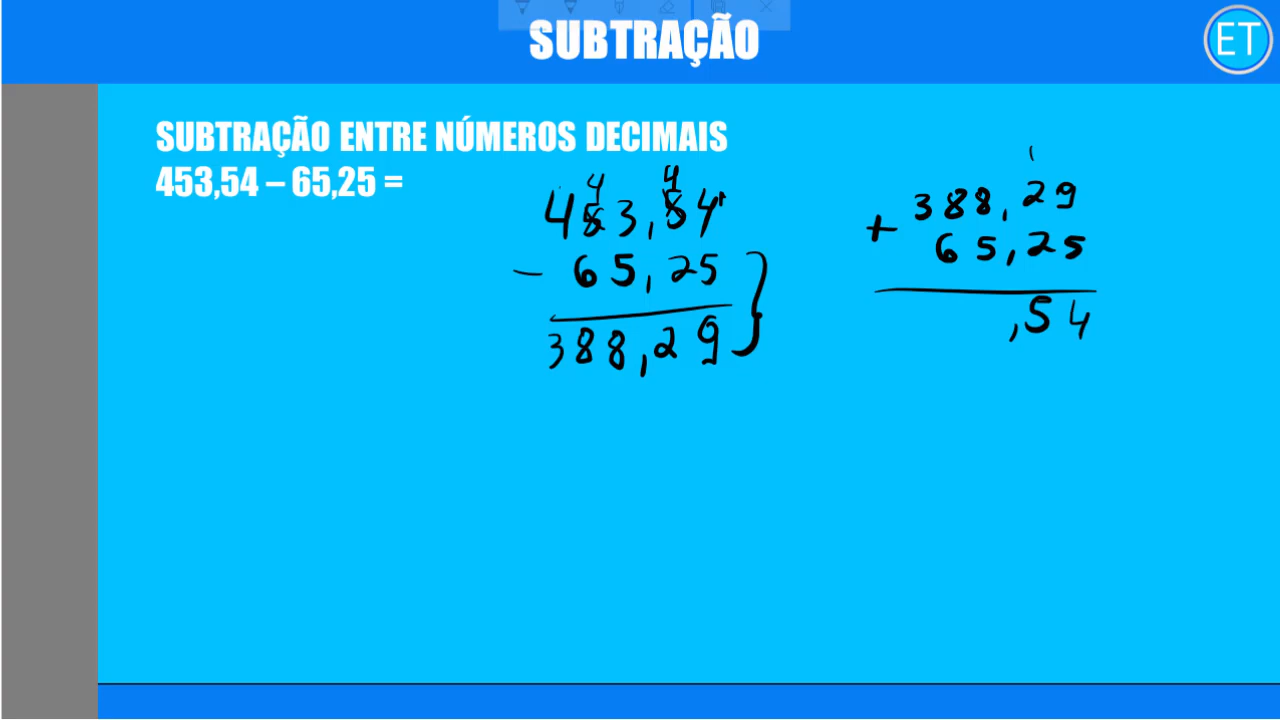 SUBTRAÇÃO
ET
SUBTRAÇÃO ENTRE NÚMEROS DECIMAIS
453,54 – 65,25 =
4 4
453,54
- 65,25
388,29
1
388,29
+ 65,25
,54